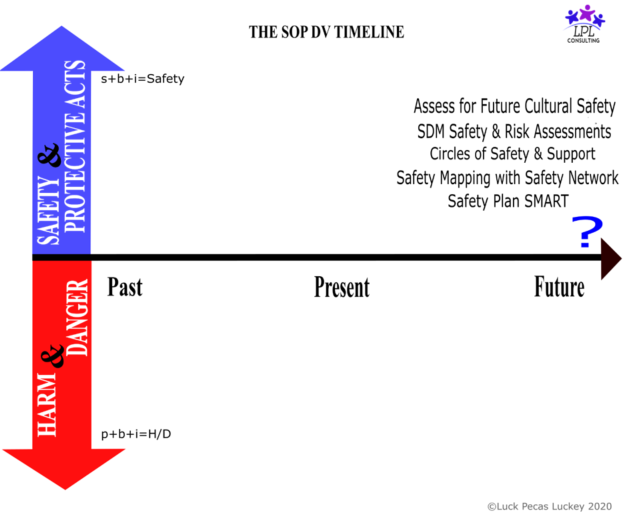 THE SOP DV TIMELINE
LPL
CONSULTING
s+b+i=Safety
SAFETY &
PROTECTIVE ACTS
Assess for Future Cultural Safety
SDM Safety & Risk Assessments
Circles of Safety & Support
Safety Mapping with Safety Network
Safety Plan SMART
?
Past
Present
Future
HARM &
DANGER
p+b+i=H/D
©Luck Pecas Luckey 2020